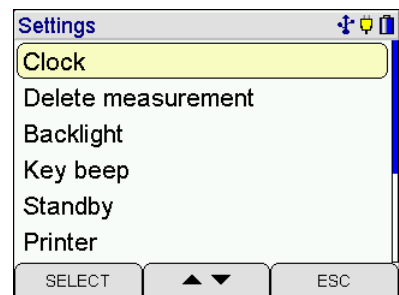 Settings
Clock
Delete measurement
Backlight
Key beep
Standby
Printer
SELECT ▲ ▼ ESC